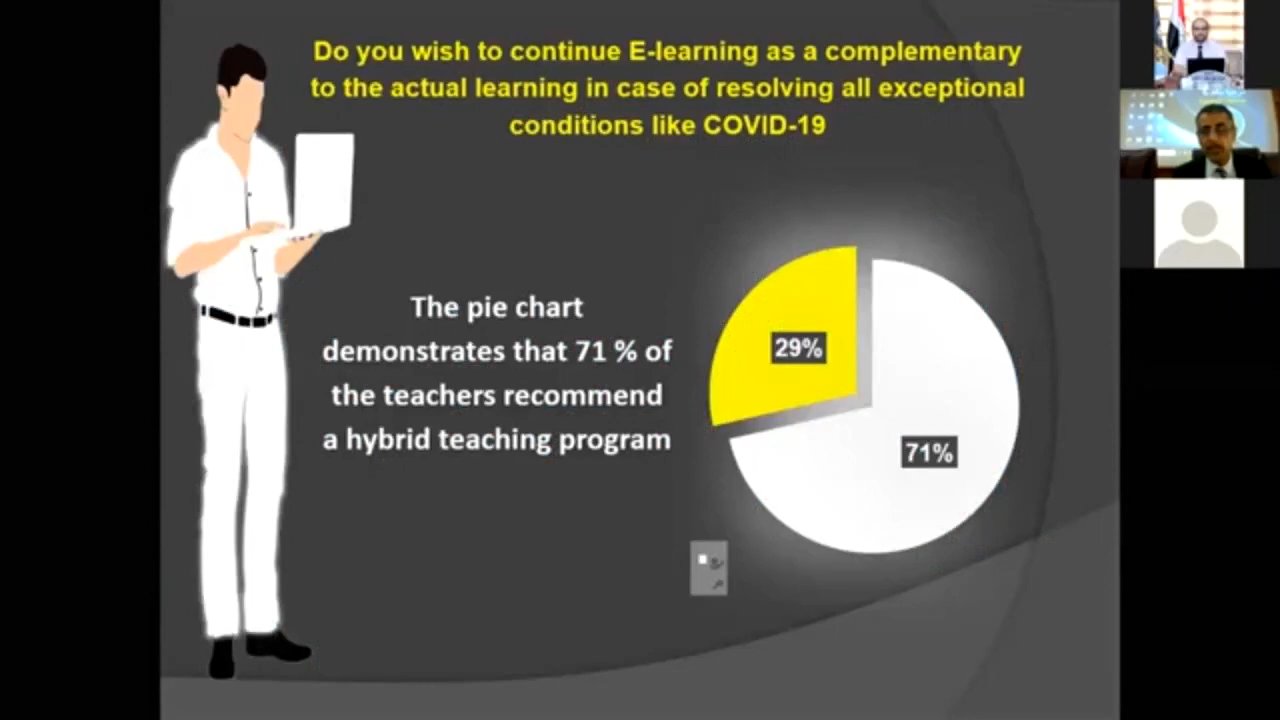 Do you wish to continue E-learning as a complementary
to the actual learning in case of resolving all exceptional
conditions like COVID-19
The pie chart
demonstrates that 71 % of
the teachers recommend
a hybrid teaching program
29%
71%